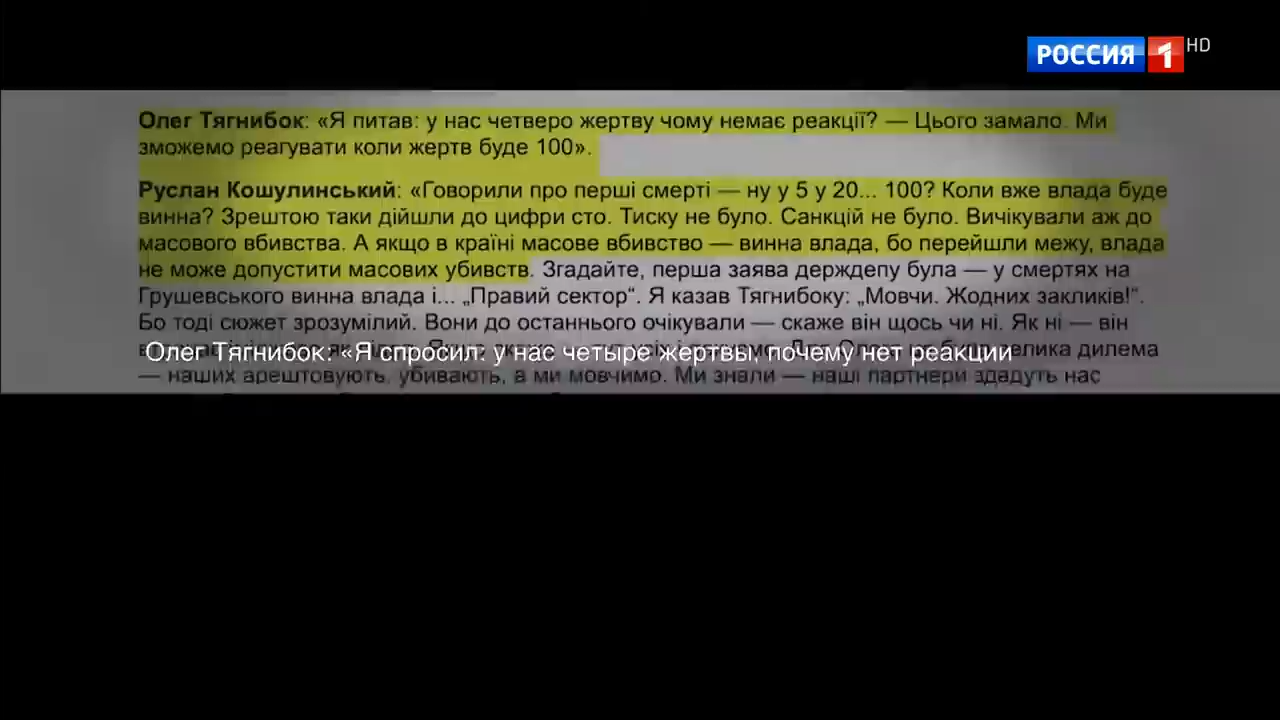 РОССИЯ 1 HD
Олег Тягнибок: «Я питав: у нас четверо жертву чому немає реакції? — Цього замало. Ми
зможемо реагувати коли жертв буде 100».
Руслан Кошулинський: «Говорили про перші смерті — ну у 5 у 20... 100? Коли вже влада буде
винна? Зрештою таки дійшли до цифри сто. Тиску не було. Санкцій не було. Вичікували аж до
масового вбивства. А якщо в країні масове вбивство — винна влада, бо перейшли межу, влада
не може допустити масових убивств. Згадайте, перша заява держдепу була — у смертях на
Грушевського винна влада і... „Правий сектор“. Я казав Тягнибоку: „Мовчи. Жодних закликів!“.
Бо тоді сюжет зрозумілий. Вони до останнього очікували — скаже він щось чи ні. Як ні — він
велика дилема
Олег Тягнибок: «Я спросил: у нас четыре жертвы, почему нет реакции
— наших арештовують, убивають, а ми мовчимо. Ми знали — наші партнери здадуть нас